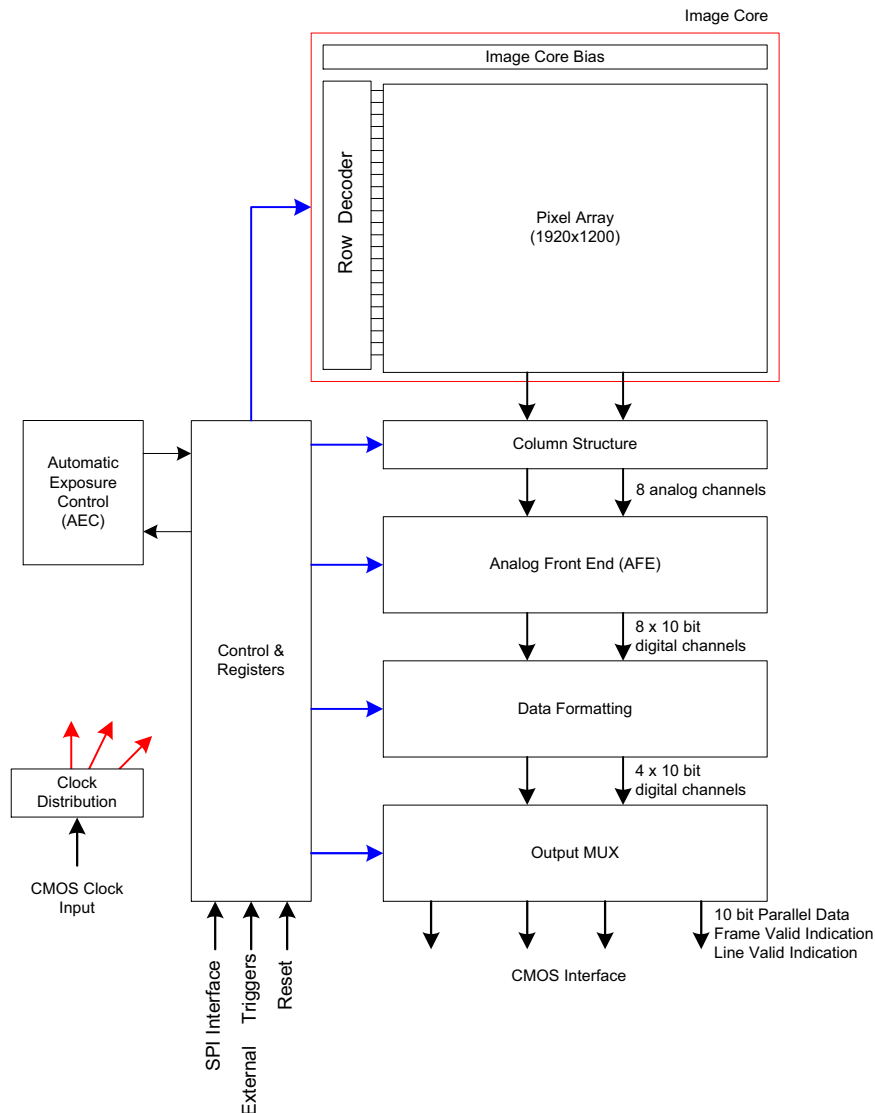 Image Core
Image Core Bias
Row Decoder
Pixel Array
(1920x1200)
Automatic
Exposure
Control
(AEC)
Column Structure
8 analog channels
Analog Front End (AFE)
8 x 10 bit
digital channels
Control &
Registers
Data Formatting
4 x 10 bit
digital channels
Clock
Distribution
Output MUX
CMOS Clock
Input
10 bit Parallel Data
Frame Valid Indication
Line Valid Indication
CMOS Interface
SPI Interface
External Triggers
Reset